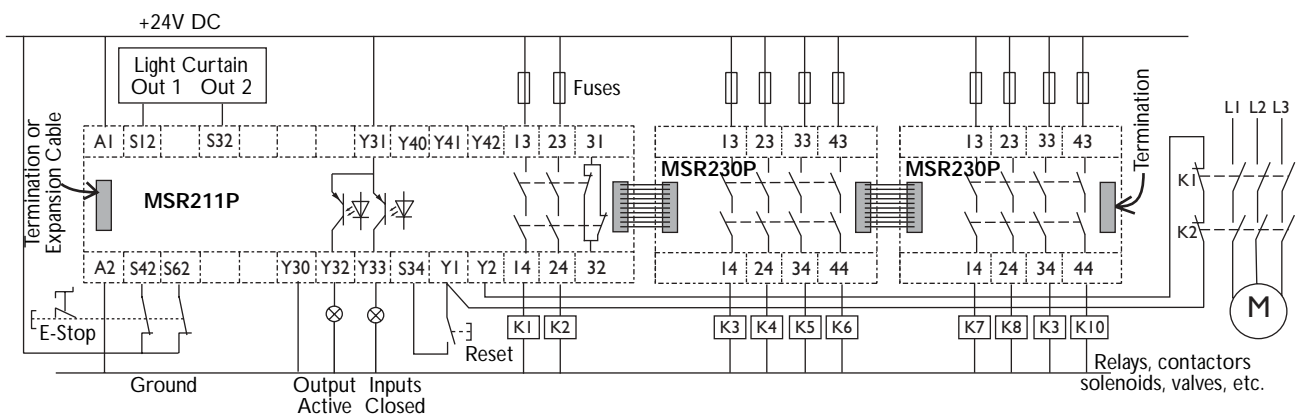 +24V DC
Light Curtain
Out 1 Out 2
Fuses
Termination or
Expansion Cable
Termination
L1 L2 L3
A1 S12 S32 Y31 Y40 Y41 Y42 13 23 31
13 23 33 43
13 23 33 43
MSR211P
MSR230P
MSR230P
K1
K2
A2 S42 S62 Y30 Y32 Y33 S34 Y1 Y2 14 24 32
14 24 34 44
14 24 34 44
M
E-Stop
K1 K2
K3 K4 K5 K6
K7 K8 K3 K10
Reset
Ground
Output
Active
Inputs
Closed
Relays, contactors
solenoids, valves, etc.